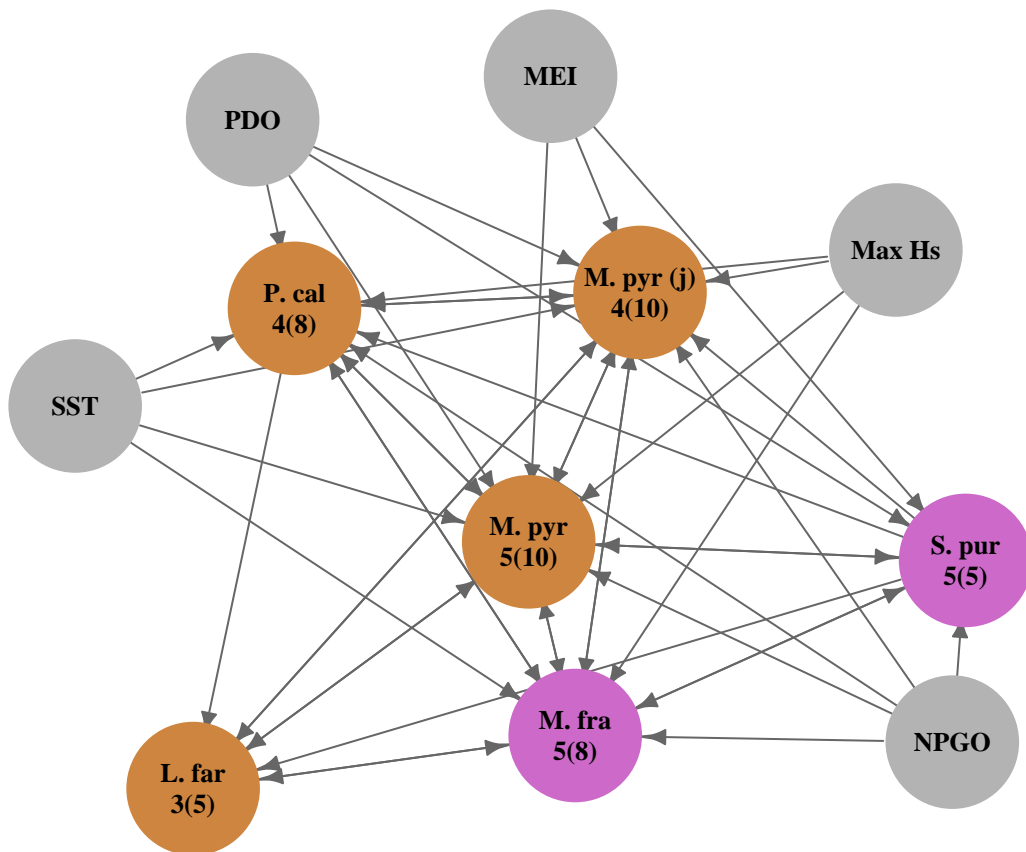 MEI
PDO
Max Hs
M. pyr (j)
4(10)
P. cal
4(8)
SST
M. pyr
5(10)
S. pur
5(5)
M. fra
5(8)
NPGO
L. far
3(5)